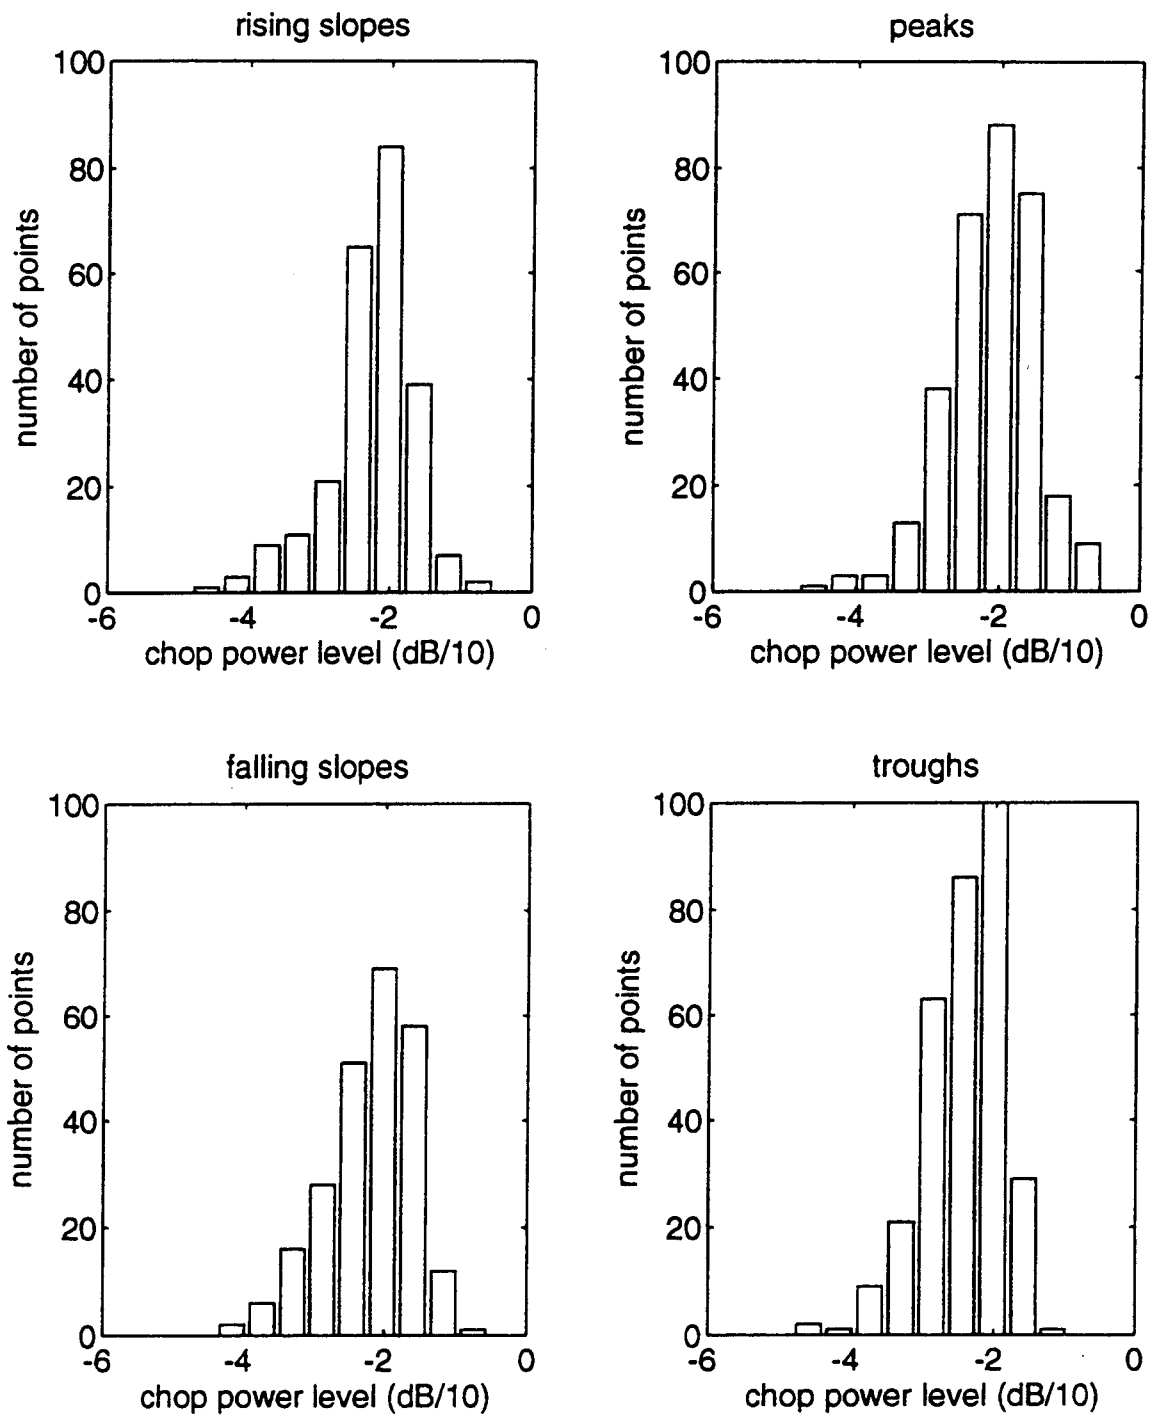 rising slopes
100
80
60
40
20
0
number of points
-6 -4 -2 0
chop power level (dB/10)
peaks
100
80
60
40
20
0
number of points
-6 -4 -2 0
chop power level (dB/10)
falling slopes
100
80
60
40
20
0
number of points
-6 -4 -2 0
chop power level (dB/10)
troughs
100
80
60
40
20
0
number of points
-6 -4 -2 0
chop power level (dB/10)